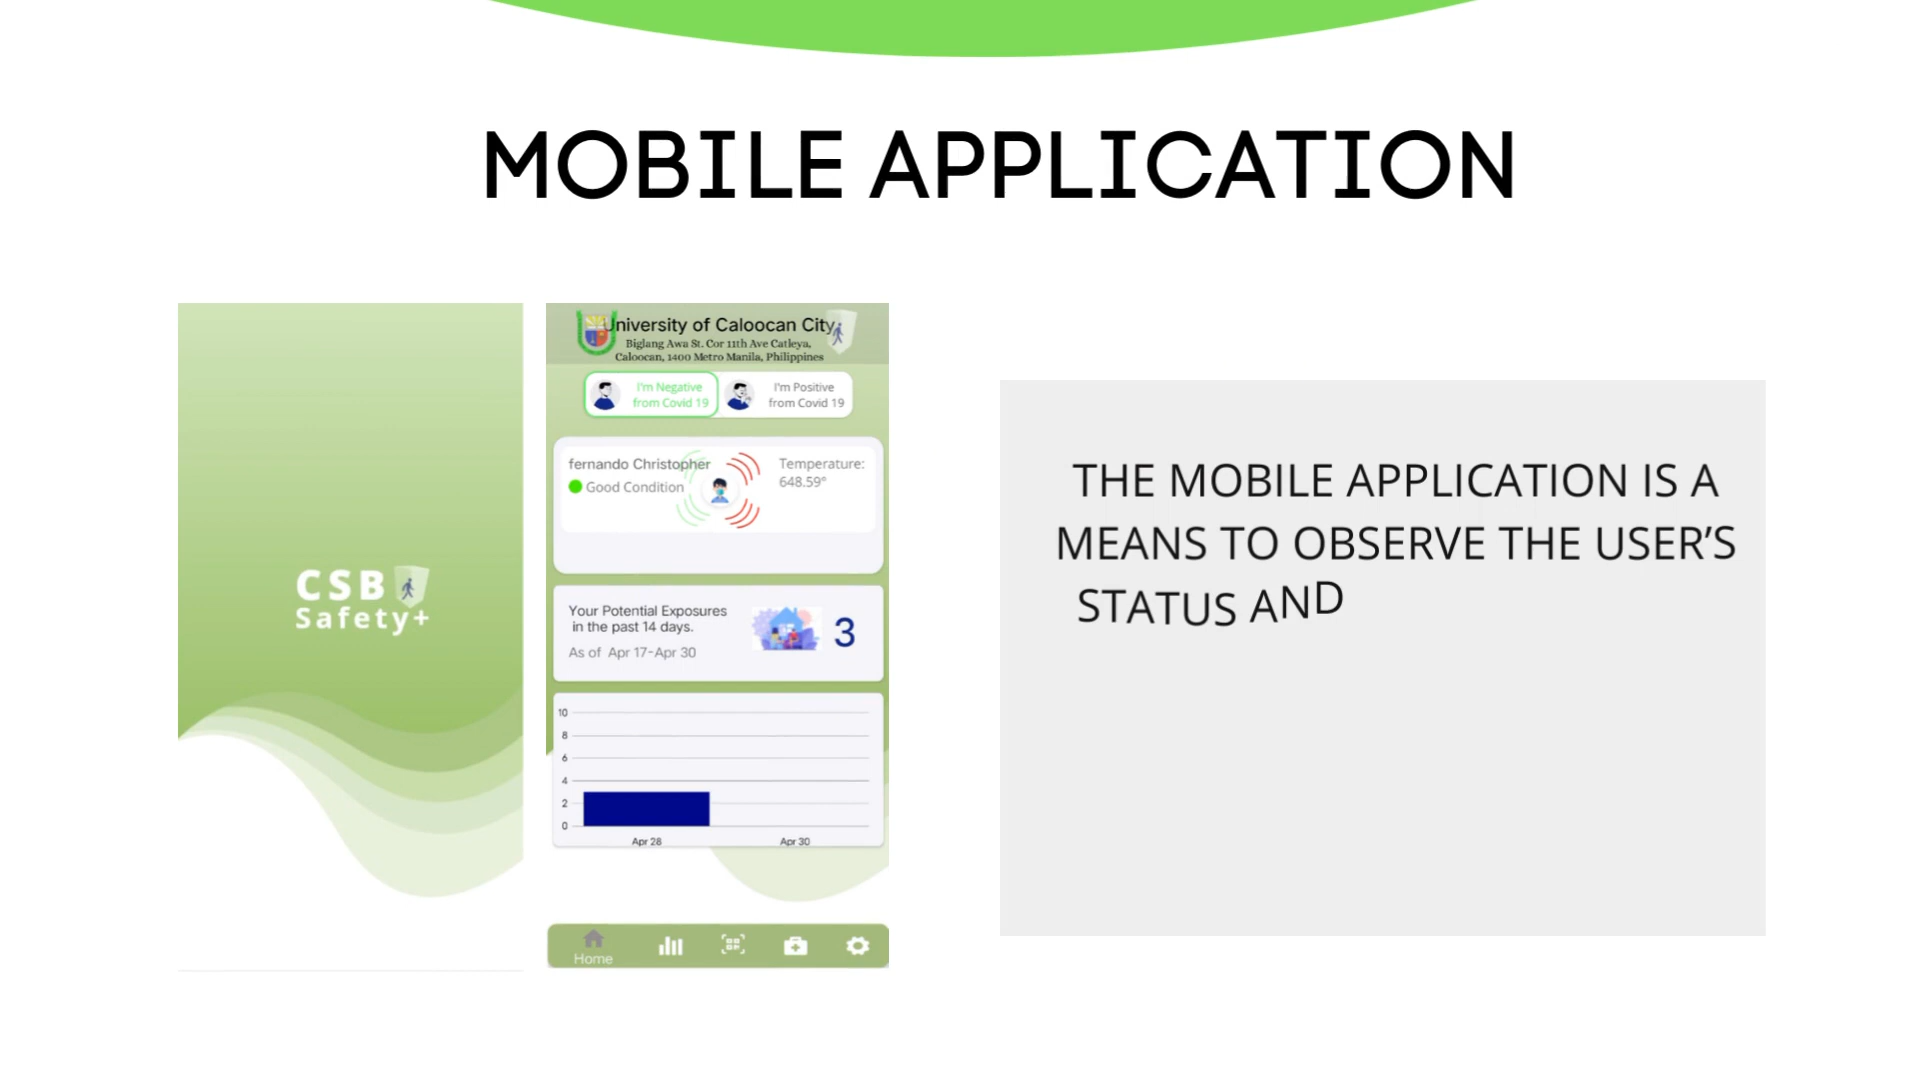 MOBILE APPLICATION
CSB
Safety+
University of Caloocan City
Biglang Awa St. Cor 11th Ave Catleya,
Caloocan, 1400 Metro Manila, Philippines
I'm Negative
from Covid 19
I'm Positive
from Covid 19
fernando Christopher
Good Condition
Temperature:
648.59°
Your Potential Exposures
in the past 14 days.
As of Apr 17-Apr 30
3
10
8
6
4
2
0
Apr 28
Apr 30
Home
THE MOBILE APPLICATION IS A
MEANS TO OBSERVE THE USER’S
STATUS AND